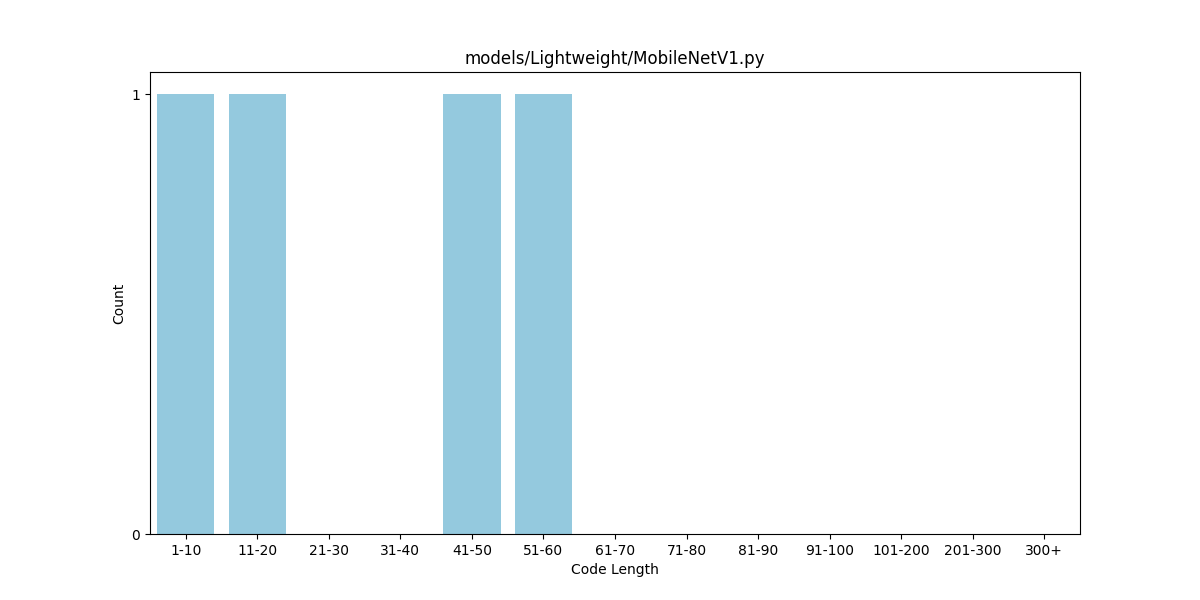 models/Lightweight/MobileNetV1.py
1
0
Count
1-10 11-20 21-30 31-40 41-50 51-60 61-70 71-80 81-90 91-100 101-200 201-300 300+
Code Length